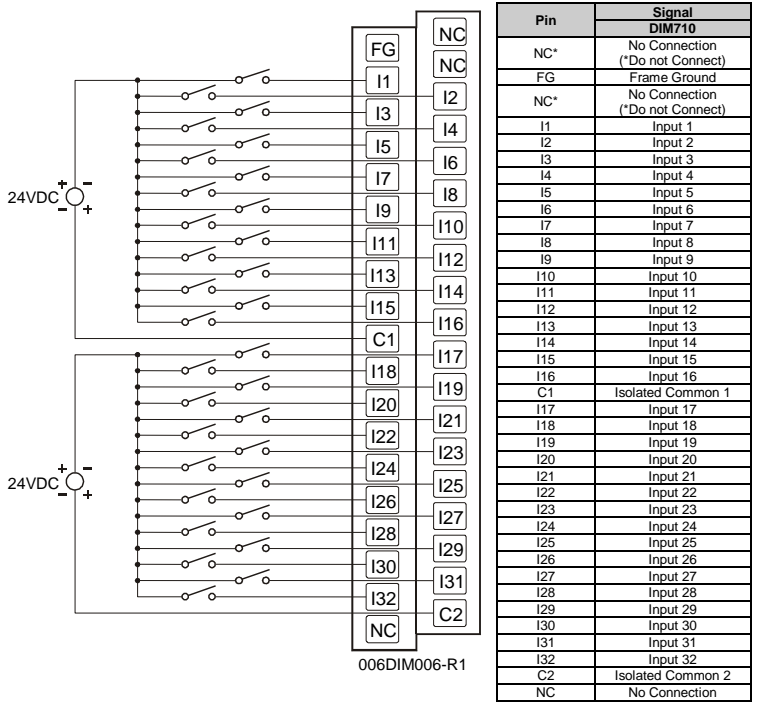 NC
FG
NC
I1
I2
I3
I4
I5
I6
I7
I8
I9
I10
I11
I12
I13
I14
I15
I16
C1
I17
I18
I19
I20
I21
I22
I23
I24
I25
I26
I27
I28
I29
I30
I31
I32
C2
NC
+ -
24VDC
- +
+ -
24VDC
- +
006DIM006-R1
Pin Signal
DIM710
NC* No Connection
(*Do not Connect)
FG Frame Ground
NC* No Connection
(*Do not Connect)
I1 Input 1
I2 Input 2
I3 Input 3
I4 Input 4
I5 Input 5
I6 Input 6
I7 Input 7
I8 Input 8
I9 Input 9
I10 Input 10
I11 Input 11
I12 Input 12
I13 Input 13
I14 Input 14
I15 Input 15
I16 Input 16
C1 Isolated Common 1
I17 Input 17
I18 Input 18
I19 Input 19
I20 Input 20
I21 Input 21
I22 Input 22
I23 Input 23
I24 Input 24
I25 Input 25
I26 Input 26
I27 Input 27
I28 Input 28
I29 Input 29
I30 Input 30
I31 Input 31
I32 Input 32
C2 Isolated Common 2
NC No Connection